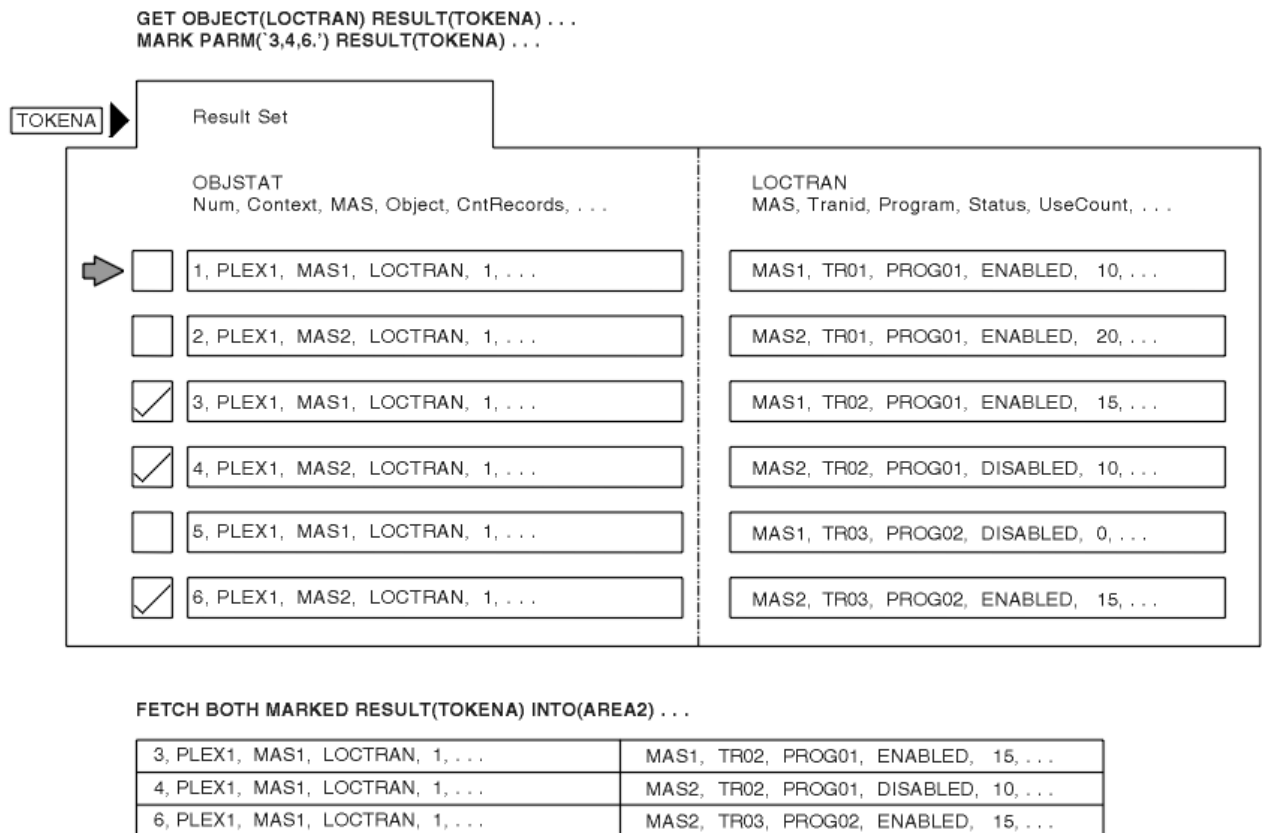 GET OBJECT(LOCTRAN) RESULT(TOKENA) . . .
MARK PARM(`3,4,6.') RESULT(TOKENA) . . .
TOKENA
Result Set
OBJSTAT
Num, Context, MAS, Object, CntRecords, . . .
LOCTRAN
MAS, Tranid, Program, Status, UseCount, . . .
1, PLEX1, MAS1, LOCTRAN, 1, . . .
MAS1, TR01, PROG01, ENABLED, 10, . . .
2, PLEX1, MAS2, LOCTRAN, 1, . . .
MAS2, TR01, PROG01, ENABLED, 20, . . .
3, PLEX1, MAS1, LOCTRAN, 1, . . .
MAS1, TR02, PROG01, ENABLED, 15, . . .
4, PLEX1, MAS2, LOCTRAN, 1, . . .
MAS2, TR02, PROG01, DISABLED, 10, . . .
5, PLEX1, MAS1, LOCTRAN, 1, . . .
MAS1, TR03, PROG02, DISABLED, 0, . . .
6, PLEX1, MAS2, LOCTRAN, 1, . . .
MAS2, TR03, PROG02, ENABLED, 15, . . .
FETCH BOTH MARKED RESULT(TOKENA) INTO(AREA2) . . .
3, PLEX1, MAS1, LOCTRAN, 1, . . .
MAS1, TR02, PROG01, ENABLED, 15, . . .
4, PLEX1, MAS1, LOCTRAN, 1, . . .
MAS2, TR02, PROG01, DISABLED, 10, . . .
6, PLEX1, MAS1, LOCTRAN, 1, . . .
MAS2, TR03, PROG02, ENABLED, 15, . . .